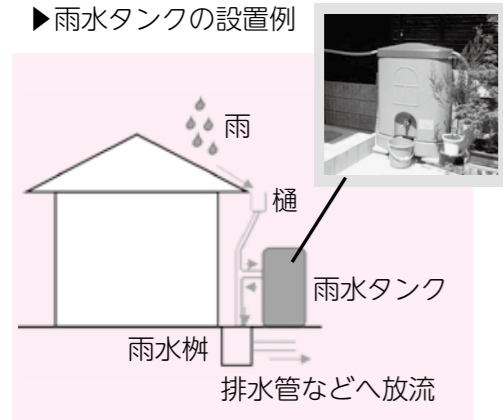 ▶雨水タンクの設置例
雨
樋
雨水タンク
雨水桝
排水管などへ放流